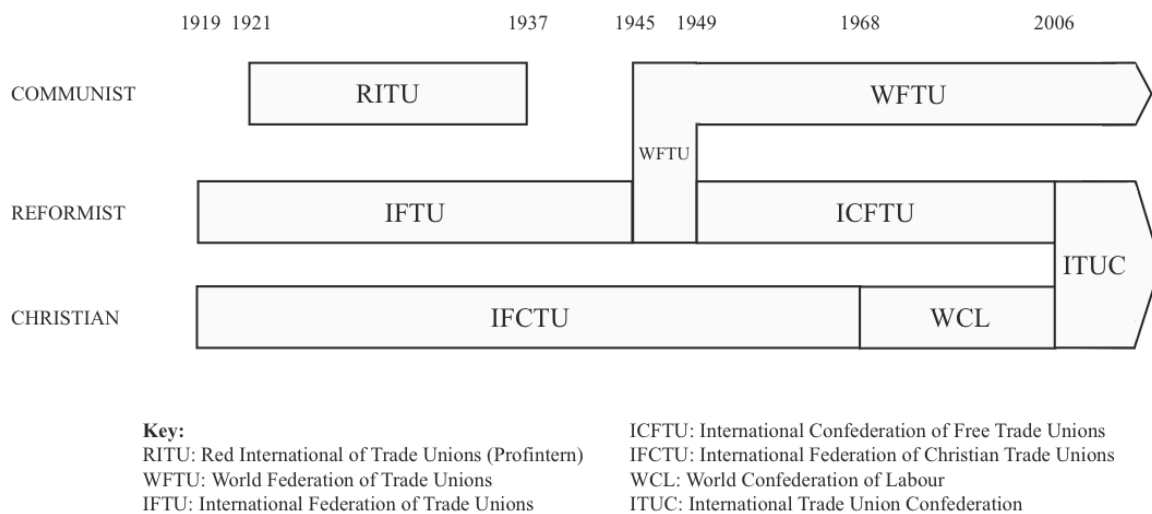 1919 1921 1937 1945 1949 1968 2006
COMMUNIST RITU WFTU
WFTU
REFORMIST IFTU ICFTU
ITUC
CHRISTIAN IFCTU WCL
Key:
RITU: Red International of Trade Unions (Profintern)
WFTU: World Federation of Trade Unions
IFTU: International Federation of Trade Unions
ICFTU: International Confederation of Free Trade Unions
IFCTU: International Federation of Christian Trade Unions
WCL: World Confederation of Labour
ITUC: International Trade Union Confederation